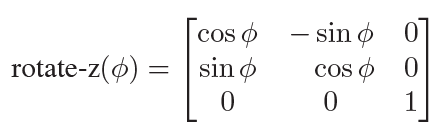 cos ϕ − sin ϕ 0
rotate-z(ϕ) = sin ϕ cos ϕ 0
0 0 1